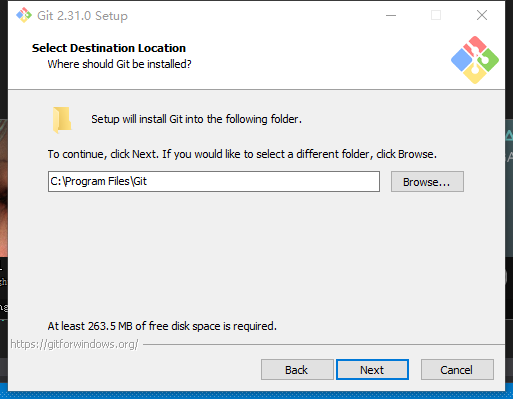 Git 2.31.0 Setup
Select Destination Location
Where should Git be installed?
Setup will install Git into the following folder.
To continue, click Next. If you would like to select a different folder, click Browse.
C:\Program Files\Git
Browse...
At least 263.5 MB of free disk space is required.
https://gitforwindows.org/
Back
Next
Cancel